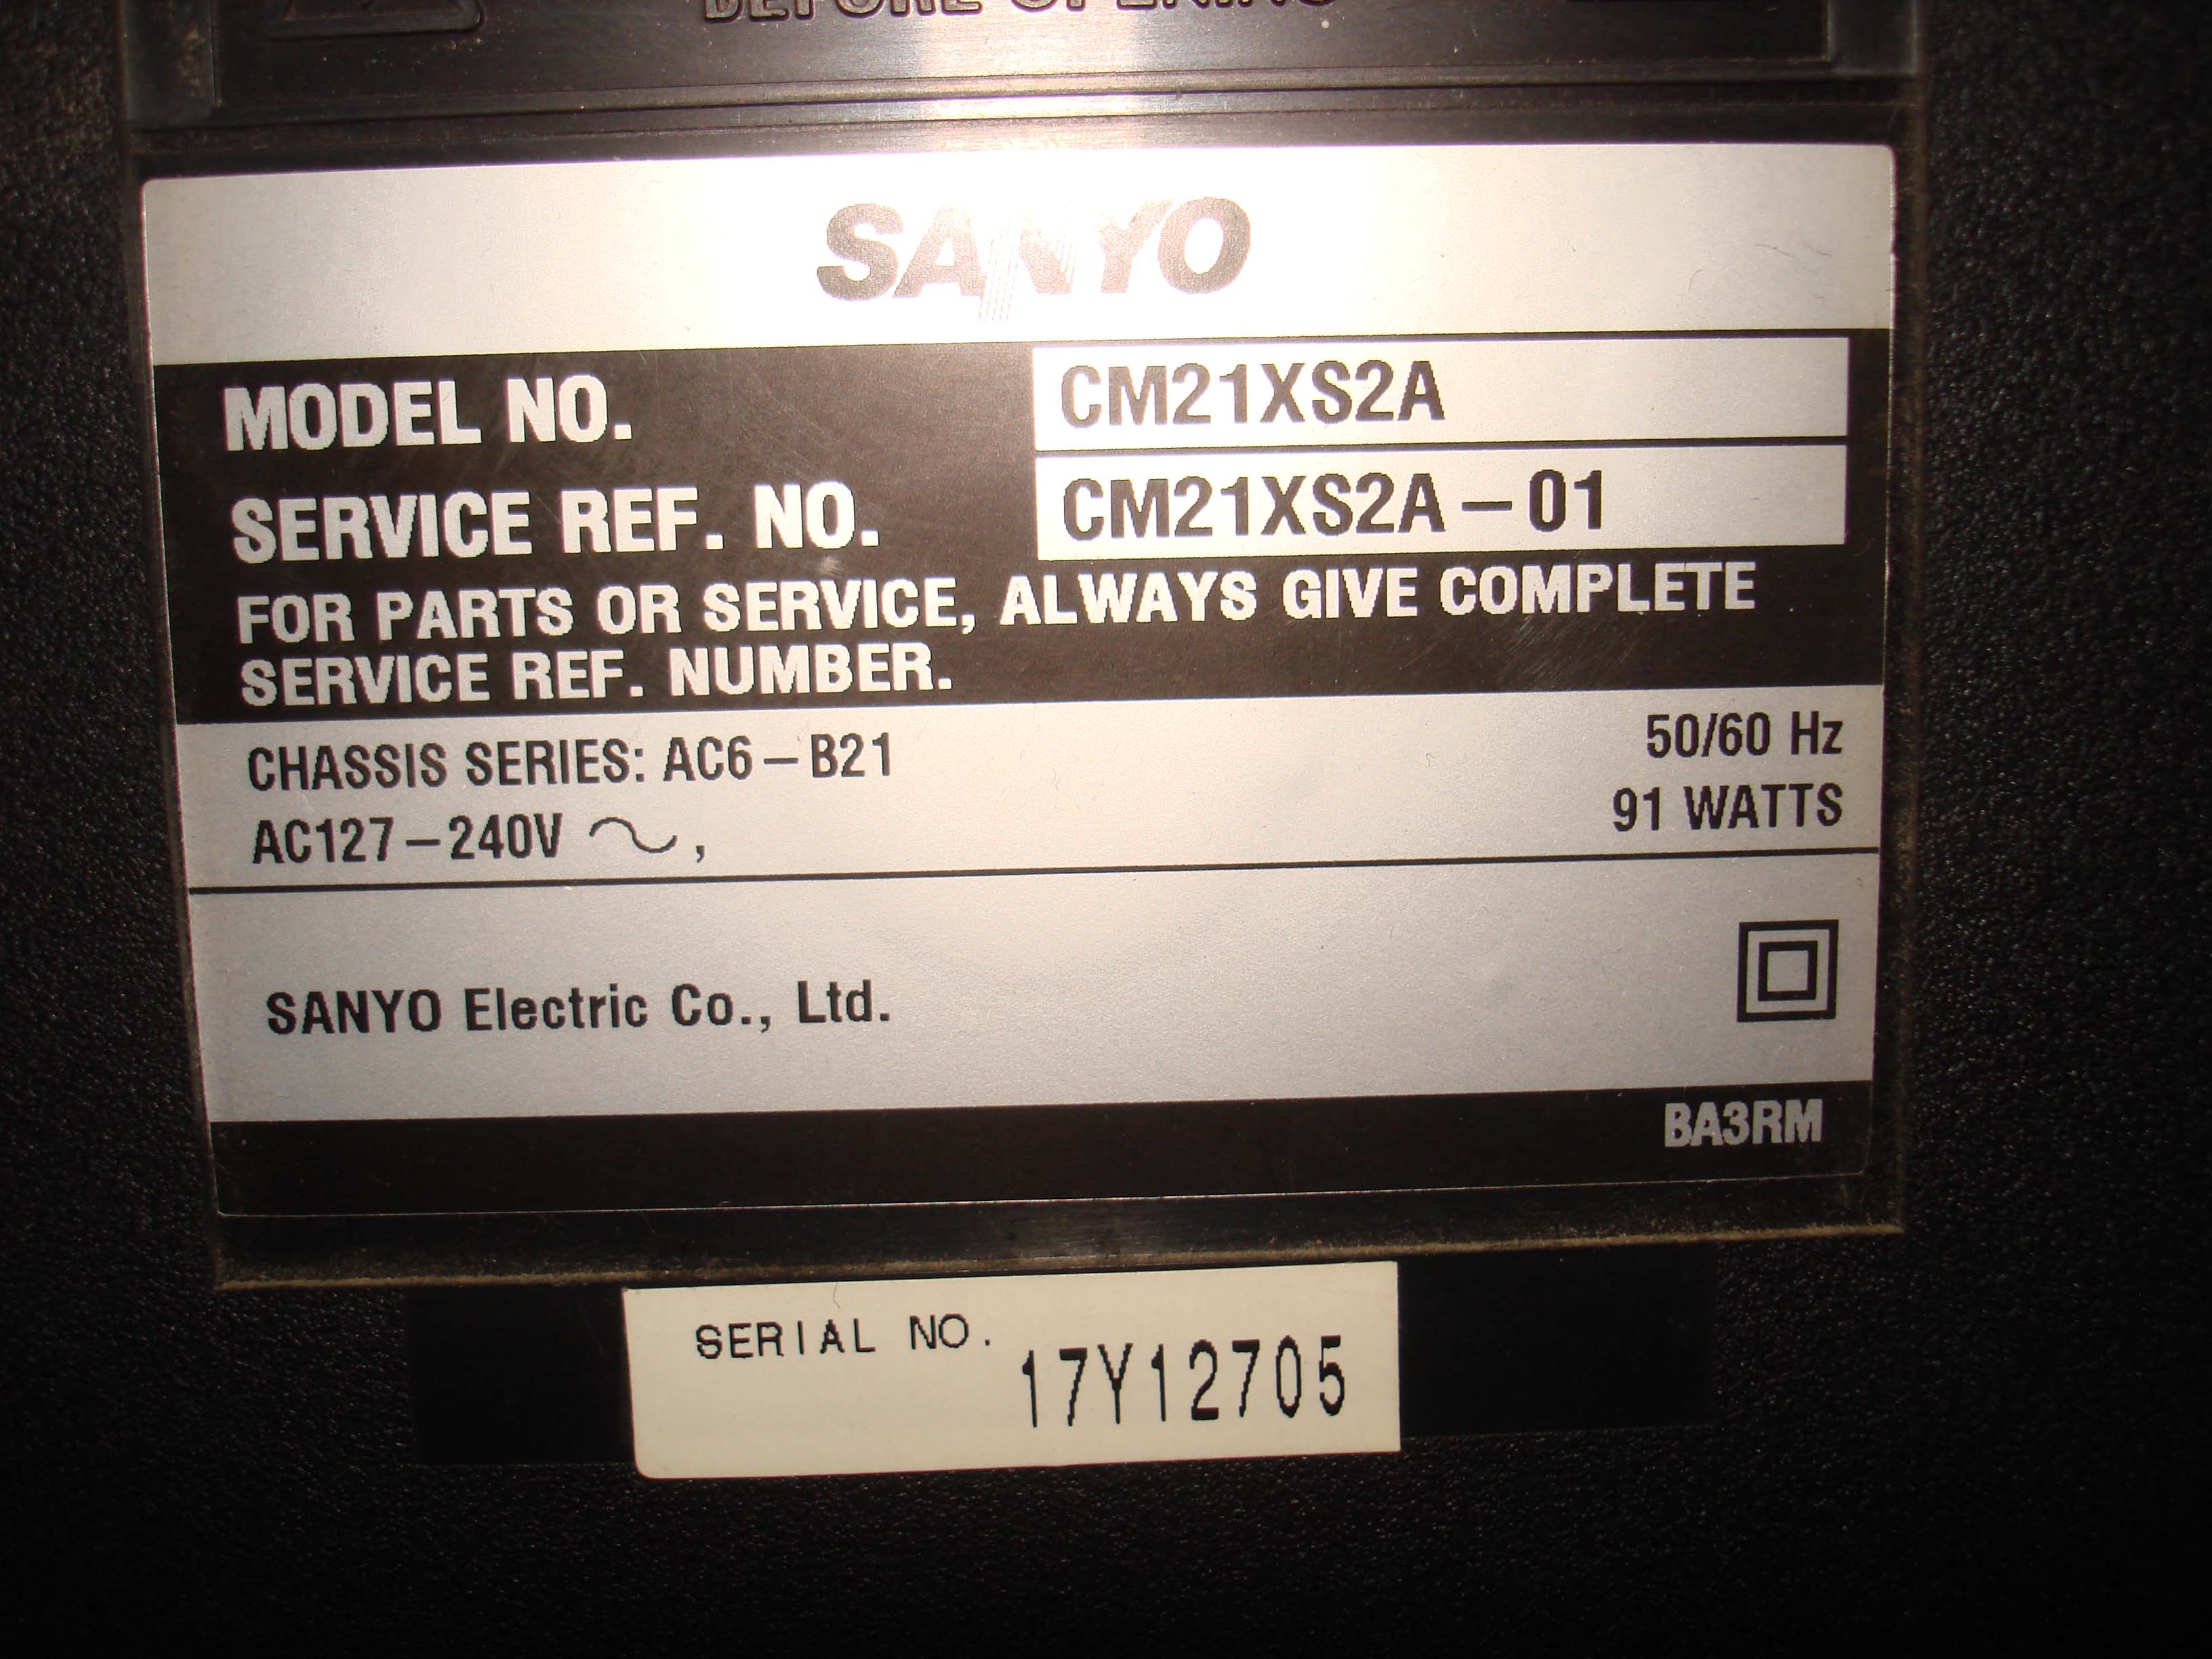 BEFORE OPENING
SANYO
MODEL NO. CM21XS2A
SERVICE REF. NO. CM21XS2A-01
FOR PARTS OR SERVICE, ALWAYS GIVE COMPLETE
SERVICE REF. NUMBER.
CHASSIS SERIES: AC6-B21 50/60 Hz
AC127-240V ∼, 91 WATTS
SANYO Electric Co., Ltd.
BA3RM
SERIAL NO. 17Y12705